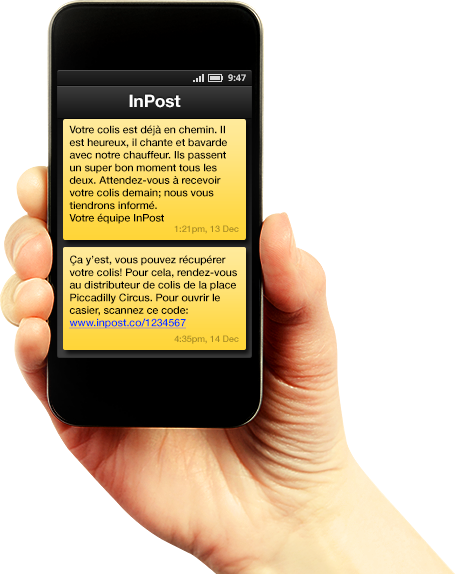 9:47
InPost
Votre colis est déjà en chemin. Il
est heureux, il chante et bavarde
avec notre chauffeur. Ils passent
un super bon moment tous les
deux. Attendez-vous à recevoir
votre colis demain; nous vous
tiendrons informé.
Votre équipe InPost
1:21pm, 13 Dec
Ça y'est, vous pouvez récupérer
votre colis! Pour cela, rendez-vous
au distributeur de colis de la place
Piccadilly Circus. Pour ouvrir le
casier, scannez ce code:
www.inpost.co/1234567
4:35pm, 14 Dec